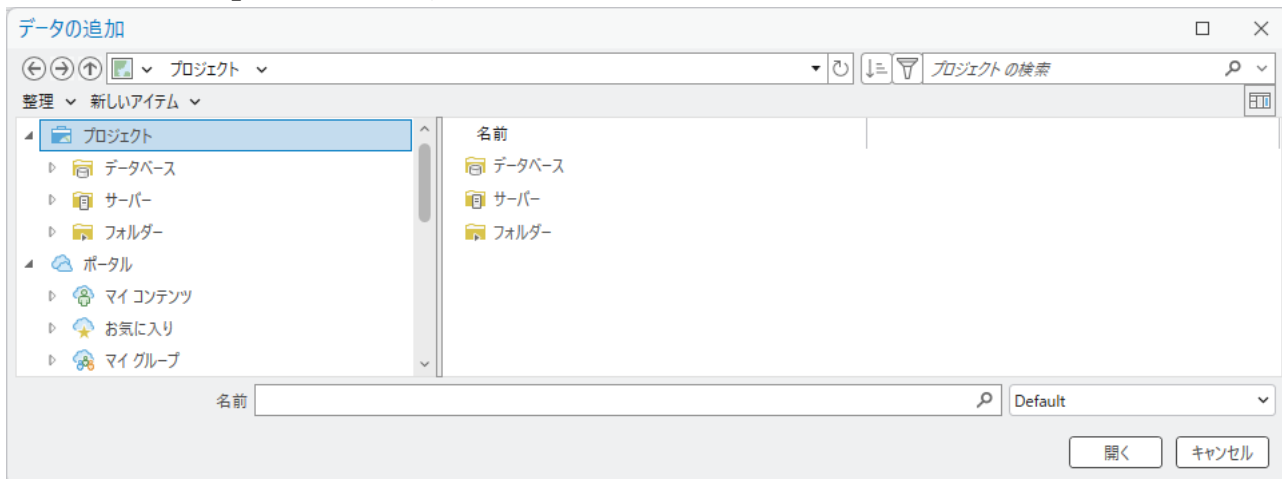 データの追加
プロジェクト
プロジェクト の検索
整理 新しいアイテム
プロジェクト
データベース
サーバー
フォルダー
ポータル
マイ コンテンツ
お気に入り
マイ グループ
名前
データベース
サーバー
フォルダー
名前
Default
開く キャンセル